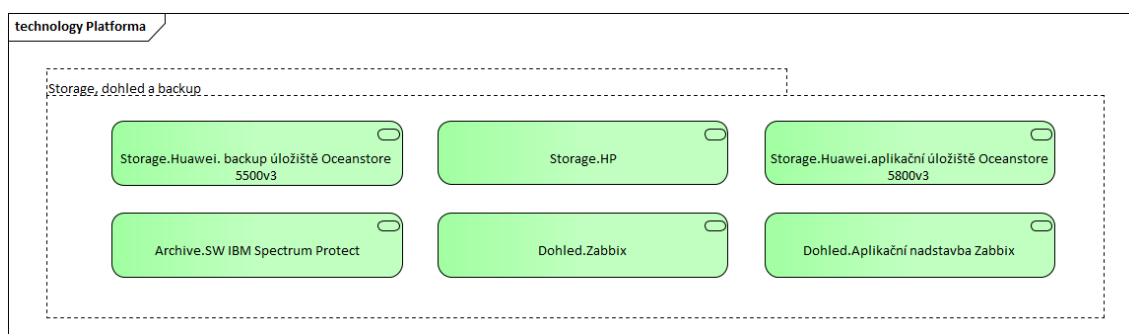 technology Platforma
Storage, dohled a backup
Storage.Huawei. backup úložiště Oceanstore
5500v3
Storage.HP
Storage.Huawei.aplikační úložiště Oceanstore
5800v3
Archive.SW IBM Spectrum Protect
Dohled.Zabbix
Dohled.Aplikační nadstavba Zabbix